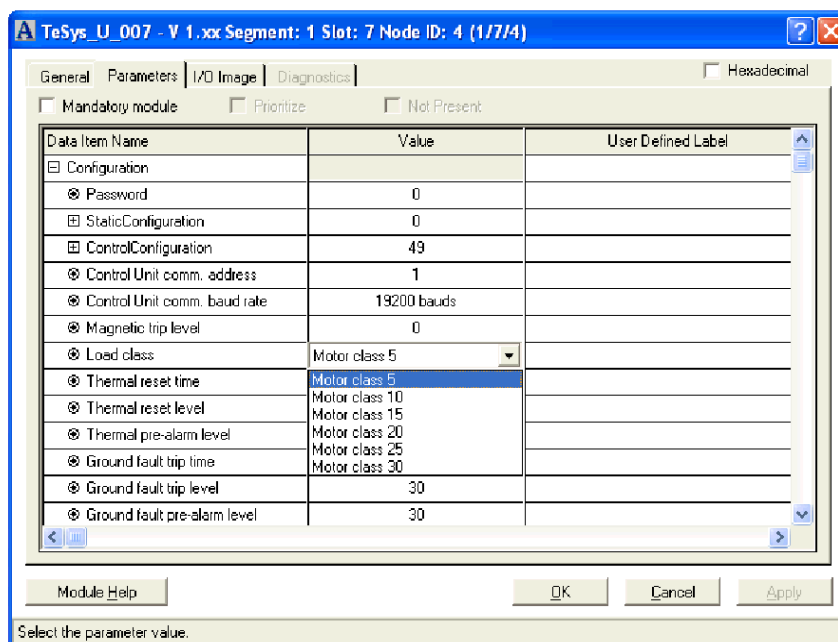 TeSys_U_007 - V 1.xx Segment: 1 Slot: 7 Node ID: 4 (1/7/4)
General Parameters I/O Image Diagnostics Hexadecimal
Mandatory module Prioritize Not Present
Data Item Name Value User Defined Label
Configuration
Password 0
StaticConfiguration 0
ControlConfiguration 49
Control Unit comm. address 1
Control Unit comm. baud rate 19200 bauds
Magnetic trip level 0
Load class Motor class 5
Thermal reset time Motor class 5
Motor class 10
Thermal reset level Motor class 15
Thermal pre-alarm level Motor class 20
Motor class 25
Ground fault trip time Motor class 30
Ground fault trip level 30
Ground fault pre-alarm level 30
Module Help OK Cancel Apply
Select the parameter value.